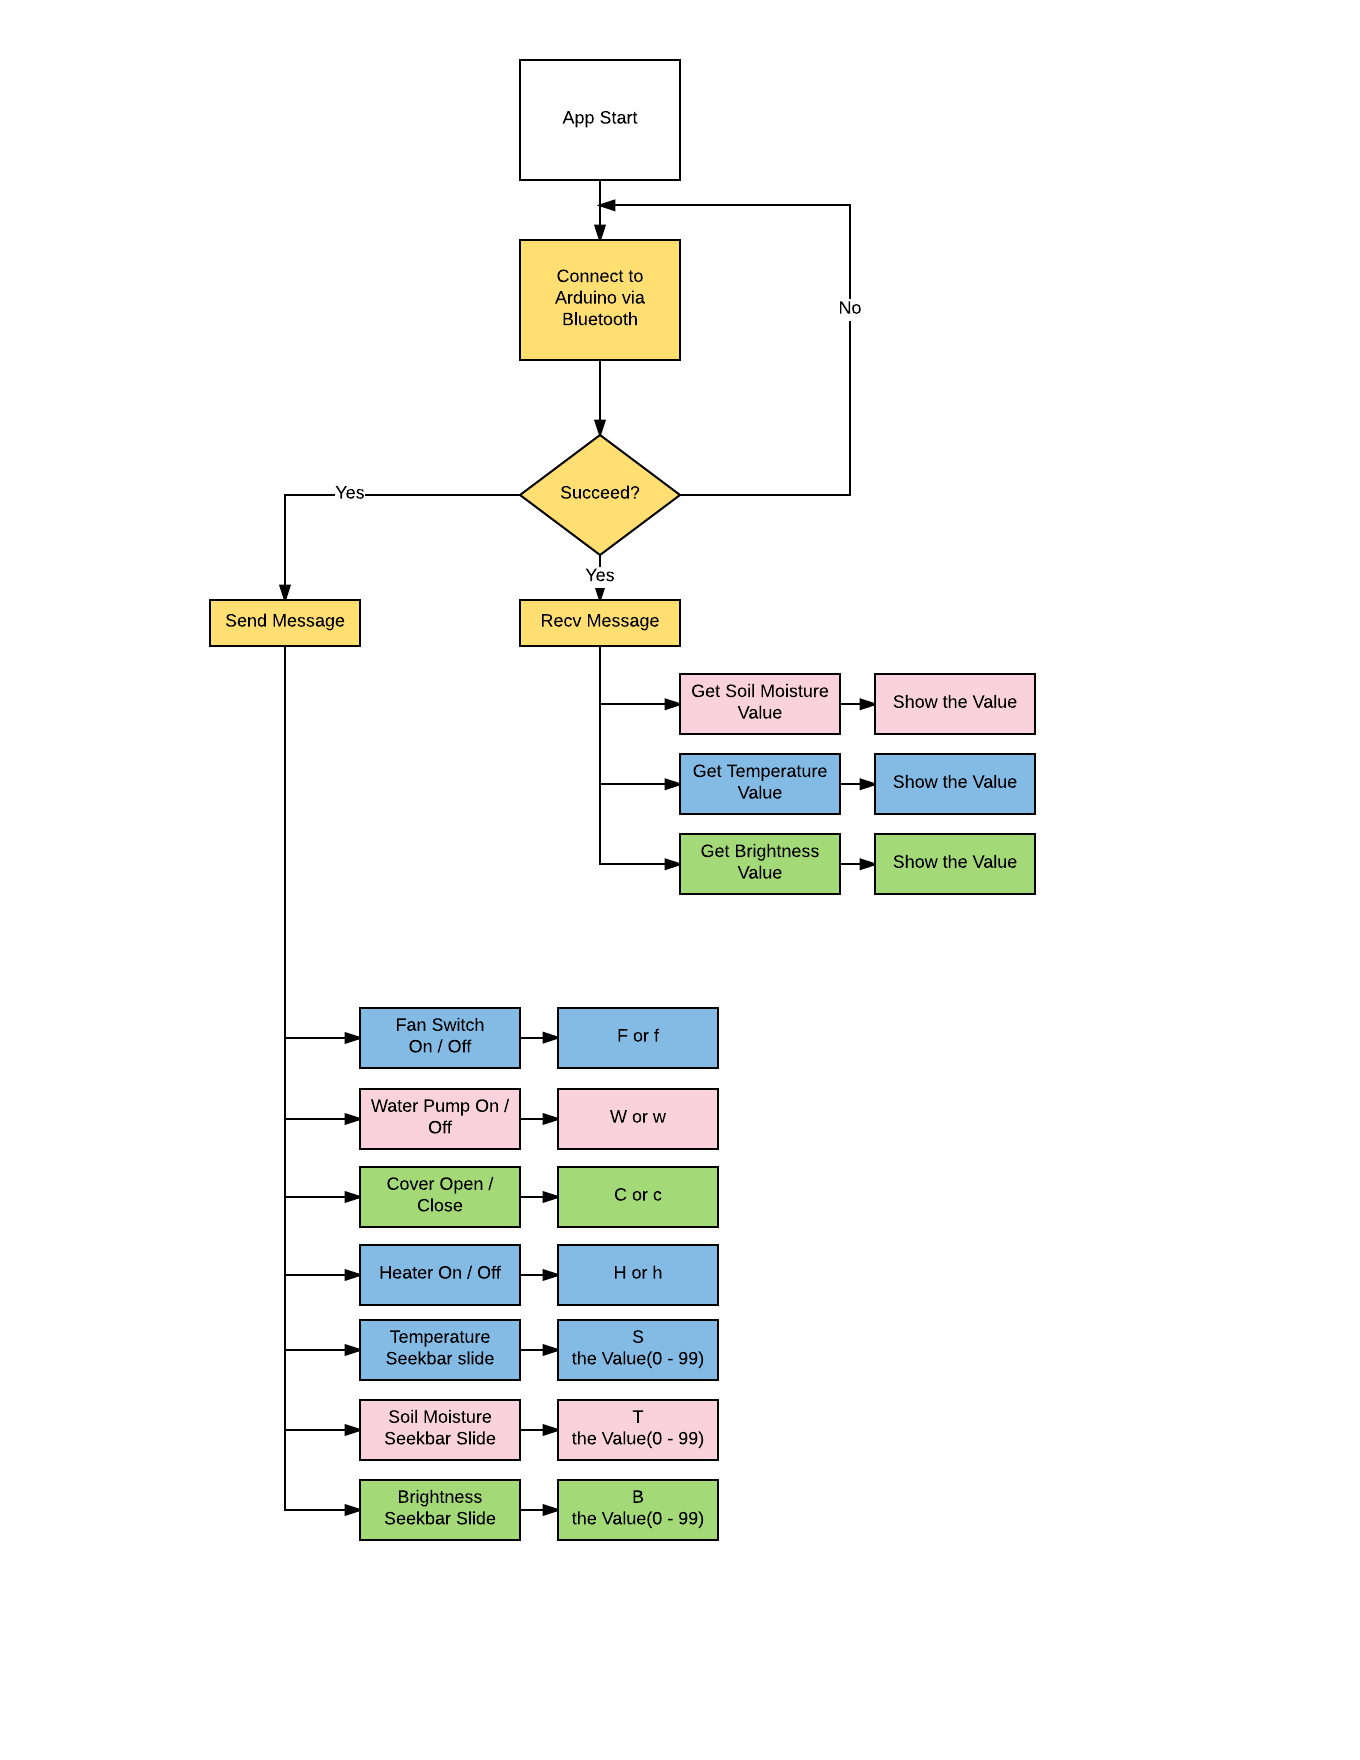 App Start
Connect to
Arduino via
Bluetooth
No
Succeed?
Yes
Yes
Send Message
Recv Message
Get Soil Moisture
Value
Show the Value
Get Temperature
Value
Show the Value
Get Brightness
Value
Show the Value
Fan Switch
On / Off
F or f
Water Pump On /
Off
W or w
Cover Open /
Close
C or c
Heater On / Off
H or h
Temperature
Seekbar slide
S
the Value(0 - 99)
Soil Moisture
Seekbar Slide
T
the Value(0 - 99)
Brightness
Seekbar Slide
B
the Value(0 - 99)